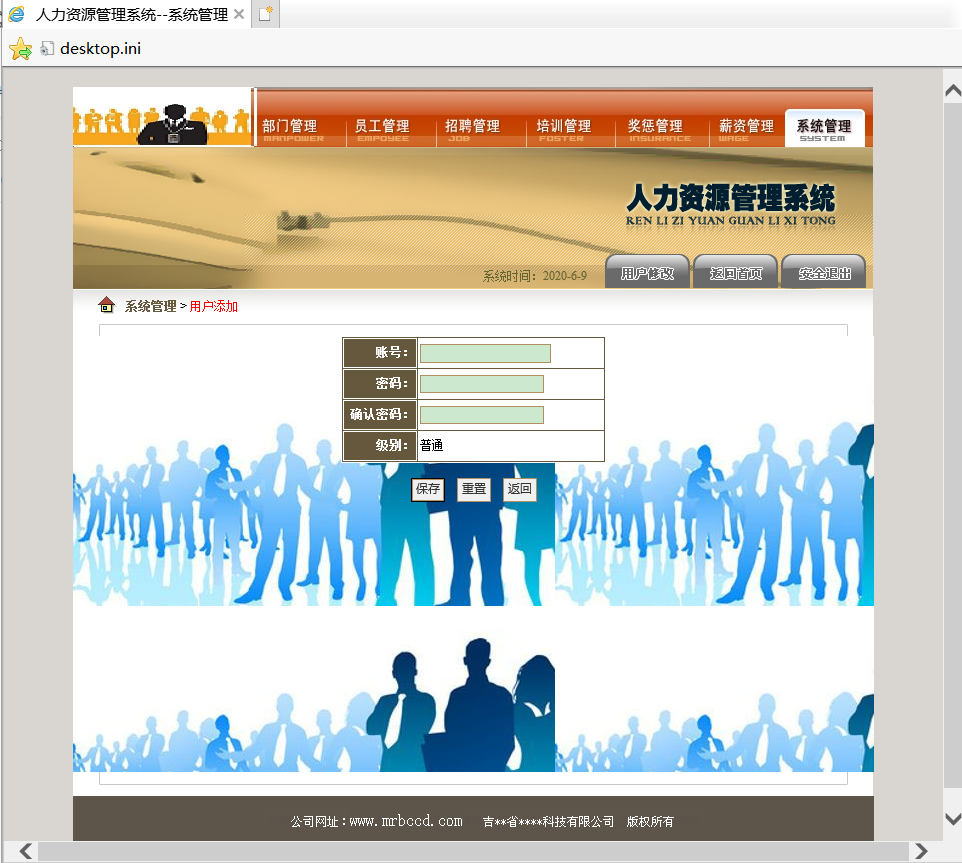 人力资源管理系统--系统管理
desktop.ini
部门管理 员工管理 招聘管理 培训管理 奖惩管理 薪资管理 系统管理
MANPOWER EMPOYEE JOB FOSTER INSURANCE WAGE SYSTEM
人力资源管理系统
REN LI ZI YUAN GUAN LI XI TONG
系统时间：2020-6-9 用户修改 返回首页 安全退出
系统管理 > 用户添加
账号：
密码：
确认密码：
级别： 普通
保存 重置 返回
公司网址：www.mrbccd.com 吉**省****科技有限公司 版权所有